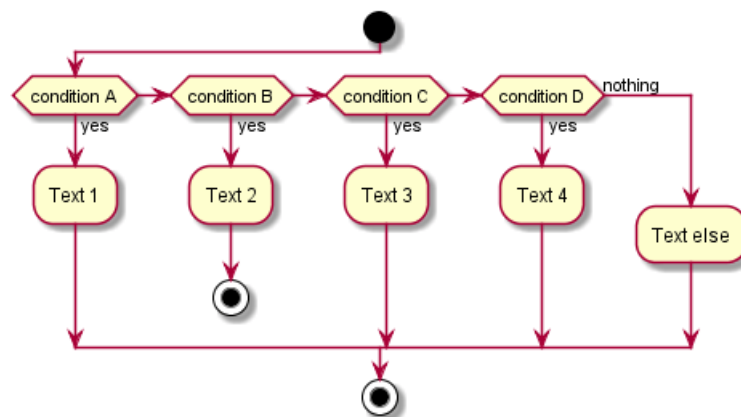 condition A
condition B
condition C
condition D
nothing
yes
yes
yes
yes
Text 1
Text 2
Text 3
Text 4
Text else